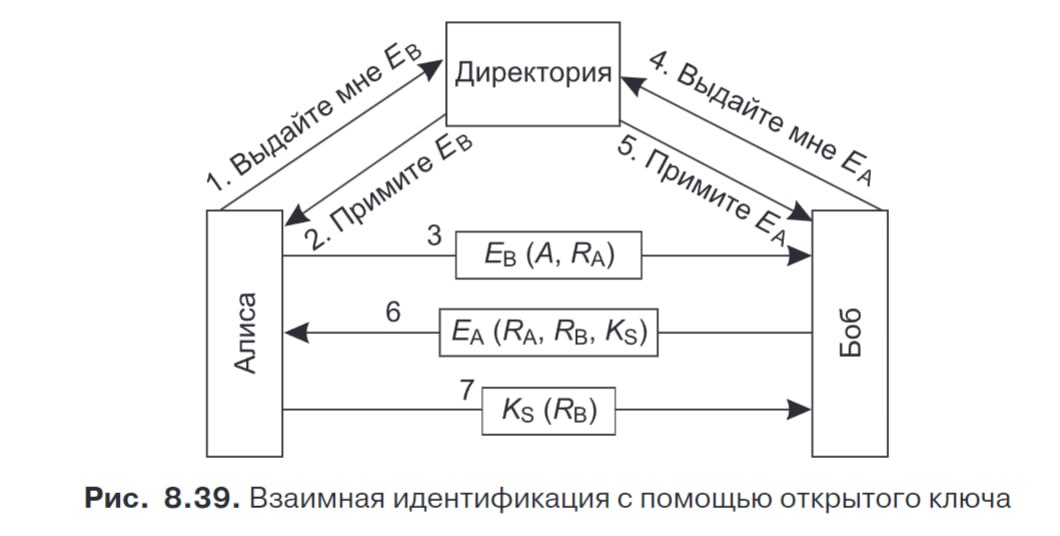 Директория
1. Выдайте мне EB
2. Примите EB
4. Выдайте мне EA
5. Примите EA
3
EB (A, RA)
6
EA (RA, RB, KS)
7
KS (RB)
Алиса
Боб
Рис. 8.39. Взаимная идентификация с помощью открытого ключа